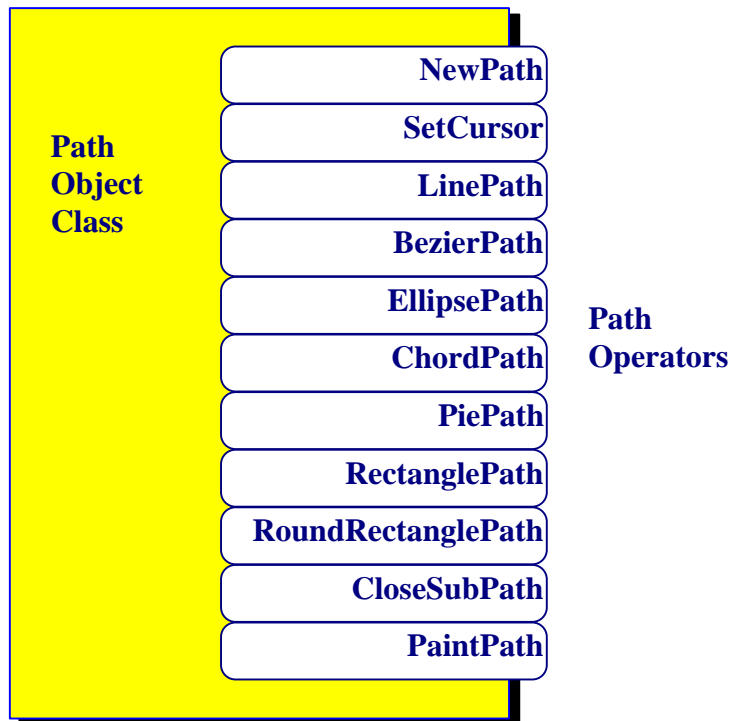 Path
Object
Class
NewPath
SetCursor
LinePath
BezierPath
EllipsePath
ChordPath
PiePath
RectanglePath
RoundRectanglePath
CloseSubPath
PaintPath
Path
Operators